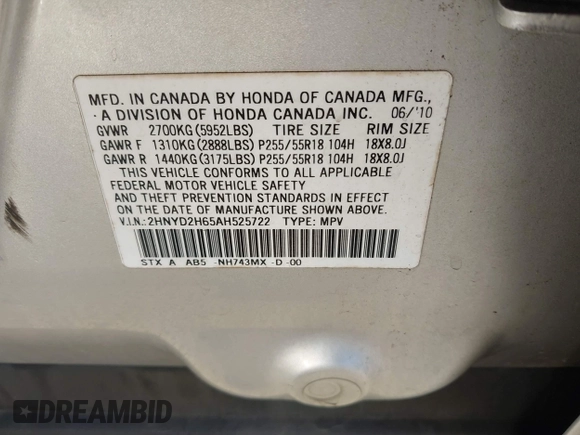 MFD. IN CANADA BY HONDA OF CANADA MFG.,
A DIVISION OF HONDA CANADA INC. 06/'10
GVWR 2700KG(5952LBS) TIRE SIZE RIM SIZE
GAWR F 1310KG(2888LBS) P255/55R18 104H 18X8.0J
GAWR R 1440KG(3175LBS) P255/55R18 104H 18X8.0J
THIS VEHICLE CONFORMS TO ALL APPLICABLE
FEDERAL MOTOR VEHICLE SAFETY
AND THEFT PREVENTION STANDARDS IN EFFECT
ON THE DATE OF MANUFACTURE SHOWN ABOVE.
V.I.N.:2HNYD2H65AH525722 TYPE: MPV
STX A AB5 -NH743MX -D -00
DREAMBID